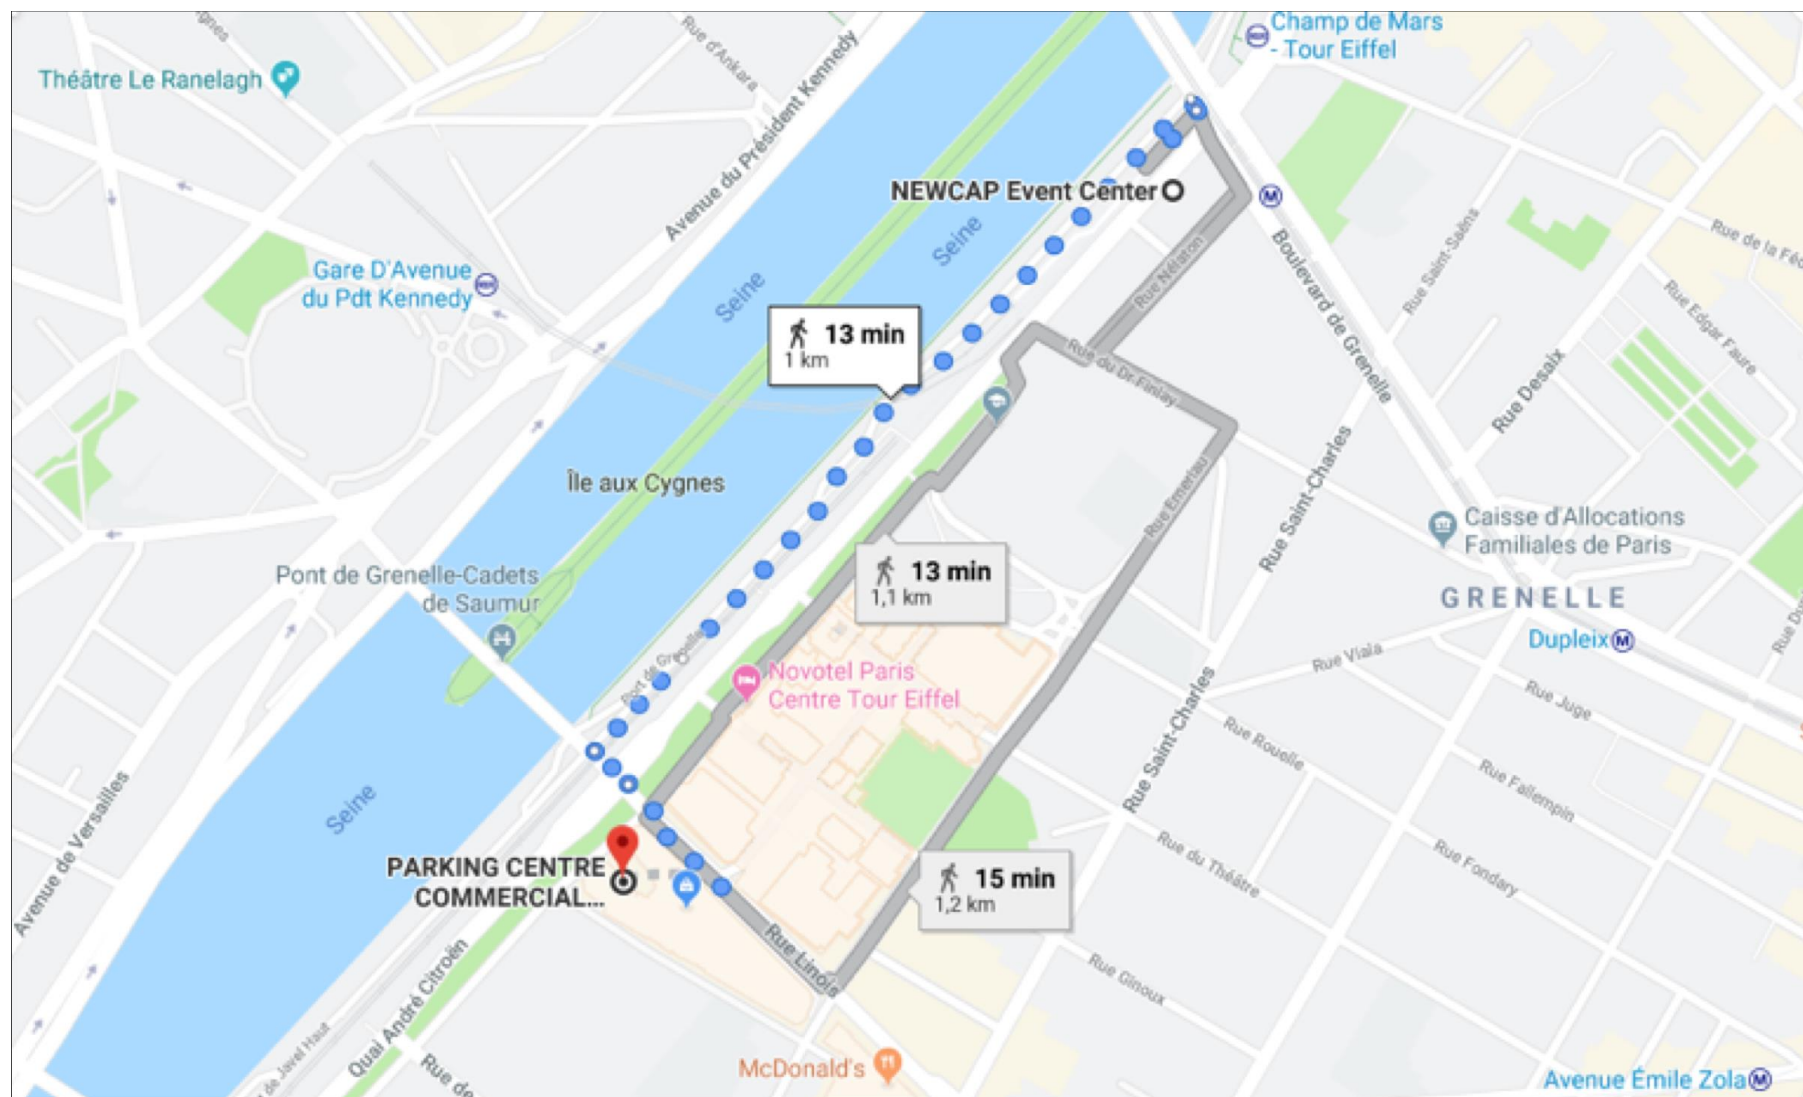 Champ de Mars
- Tour Eiffel
Rue d'Ankara
Théâtre Le Ranelagh
Avenue du Président Kennedy
NEWCAP Event Center
Rue Saint-Saëns
Seine
Gare D'Avenue
du Pdt Kennedy
Seine
Rue Nélaton
Boulevard de Grenelle
Rue Edgar Faure
13 min
1 km
Rue du Dr Finlay
Rue Desaix
Île aux Cygnes
Rue Emeriau
Rue Saint-Charles
Caisse d'Allocations
Familiales de Paris
Pont de Grenelle-Cadets
de Saumur
13 min
1,1 km
GRENELLE
Dupleix
M
Port de Grenelle
Rue Viala
Novotel Paris
Centre Tour Eiffel
Rue Saint-Charles
Rue Juge
Rue Rouelle
Rue Fallempin
Seine
Avenue de Versailles
PARKING CENTRE
COMMERCIAL...
Rue du Théâtre
Rue Fondary
15 min
1,2 km
Rue Linois
Quai André Citroën
Rue Ginoux
de Javel Haut
Rue de
McDonald's
Avenue Émile Zola
M